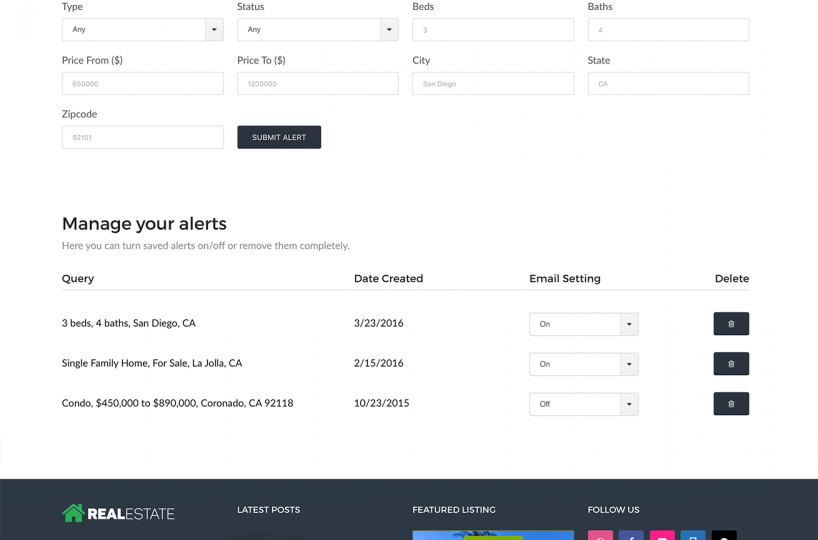 Type Status Beds Baths
Any Any 3 4
Price From ($) Price To ($) City State
650000 1200000 San Diego CA
Zipcode
92101 SUBMIT ALERT
Manage your alerts
Here you can turn saved alerts on/off or remove them completely.
Query Date Created Email Setting Delete
3 beds, 4 baths, San Diego, CA 3/23/2016 On
Single Family Home, For Sale, La Jolla, CA 2/15/2016 On
Condo, $450,000 to $890,000, Coronado, CA 92118 10/23/2015 Off
REALESTATE LATEST POSTS FEATURED LISTING FOLLOW US